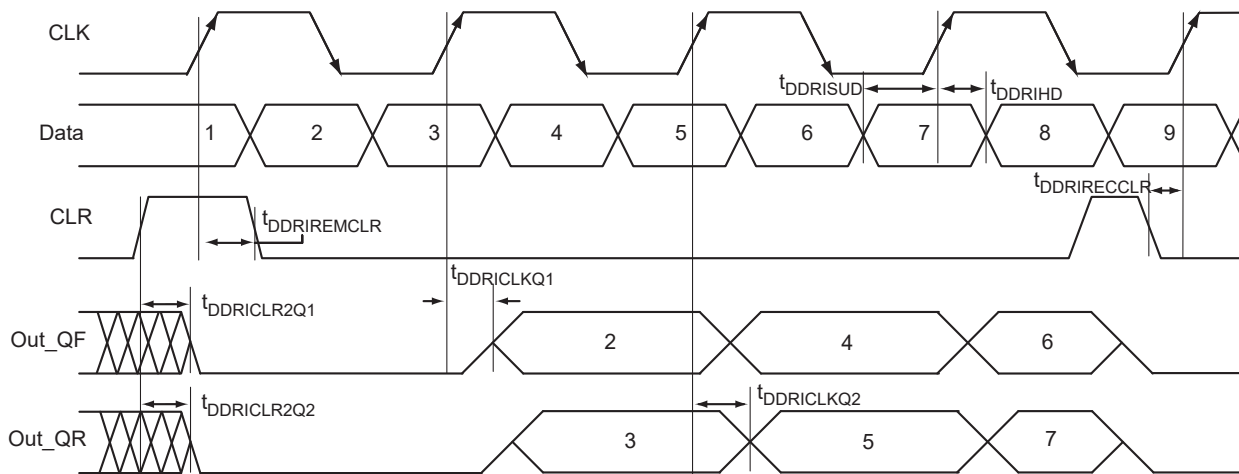 CLK
tDDRISUD
tDDRIHD
Data
1 2 3 4 5 6 7 8 9
tDDRIRECCLR
CLR
tDDRIREMCLR
tDDRICLKQ1
tDDRICLR2Q1
Out_QF
2 4 6
tDDRICLR2Q2
tDDRICLKQ2
Out_QR
3 5 7